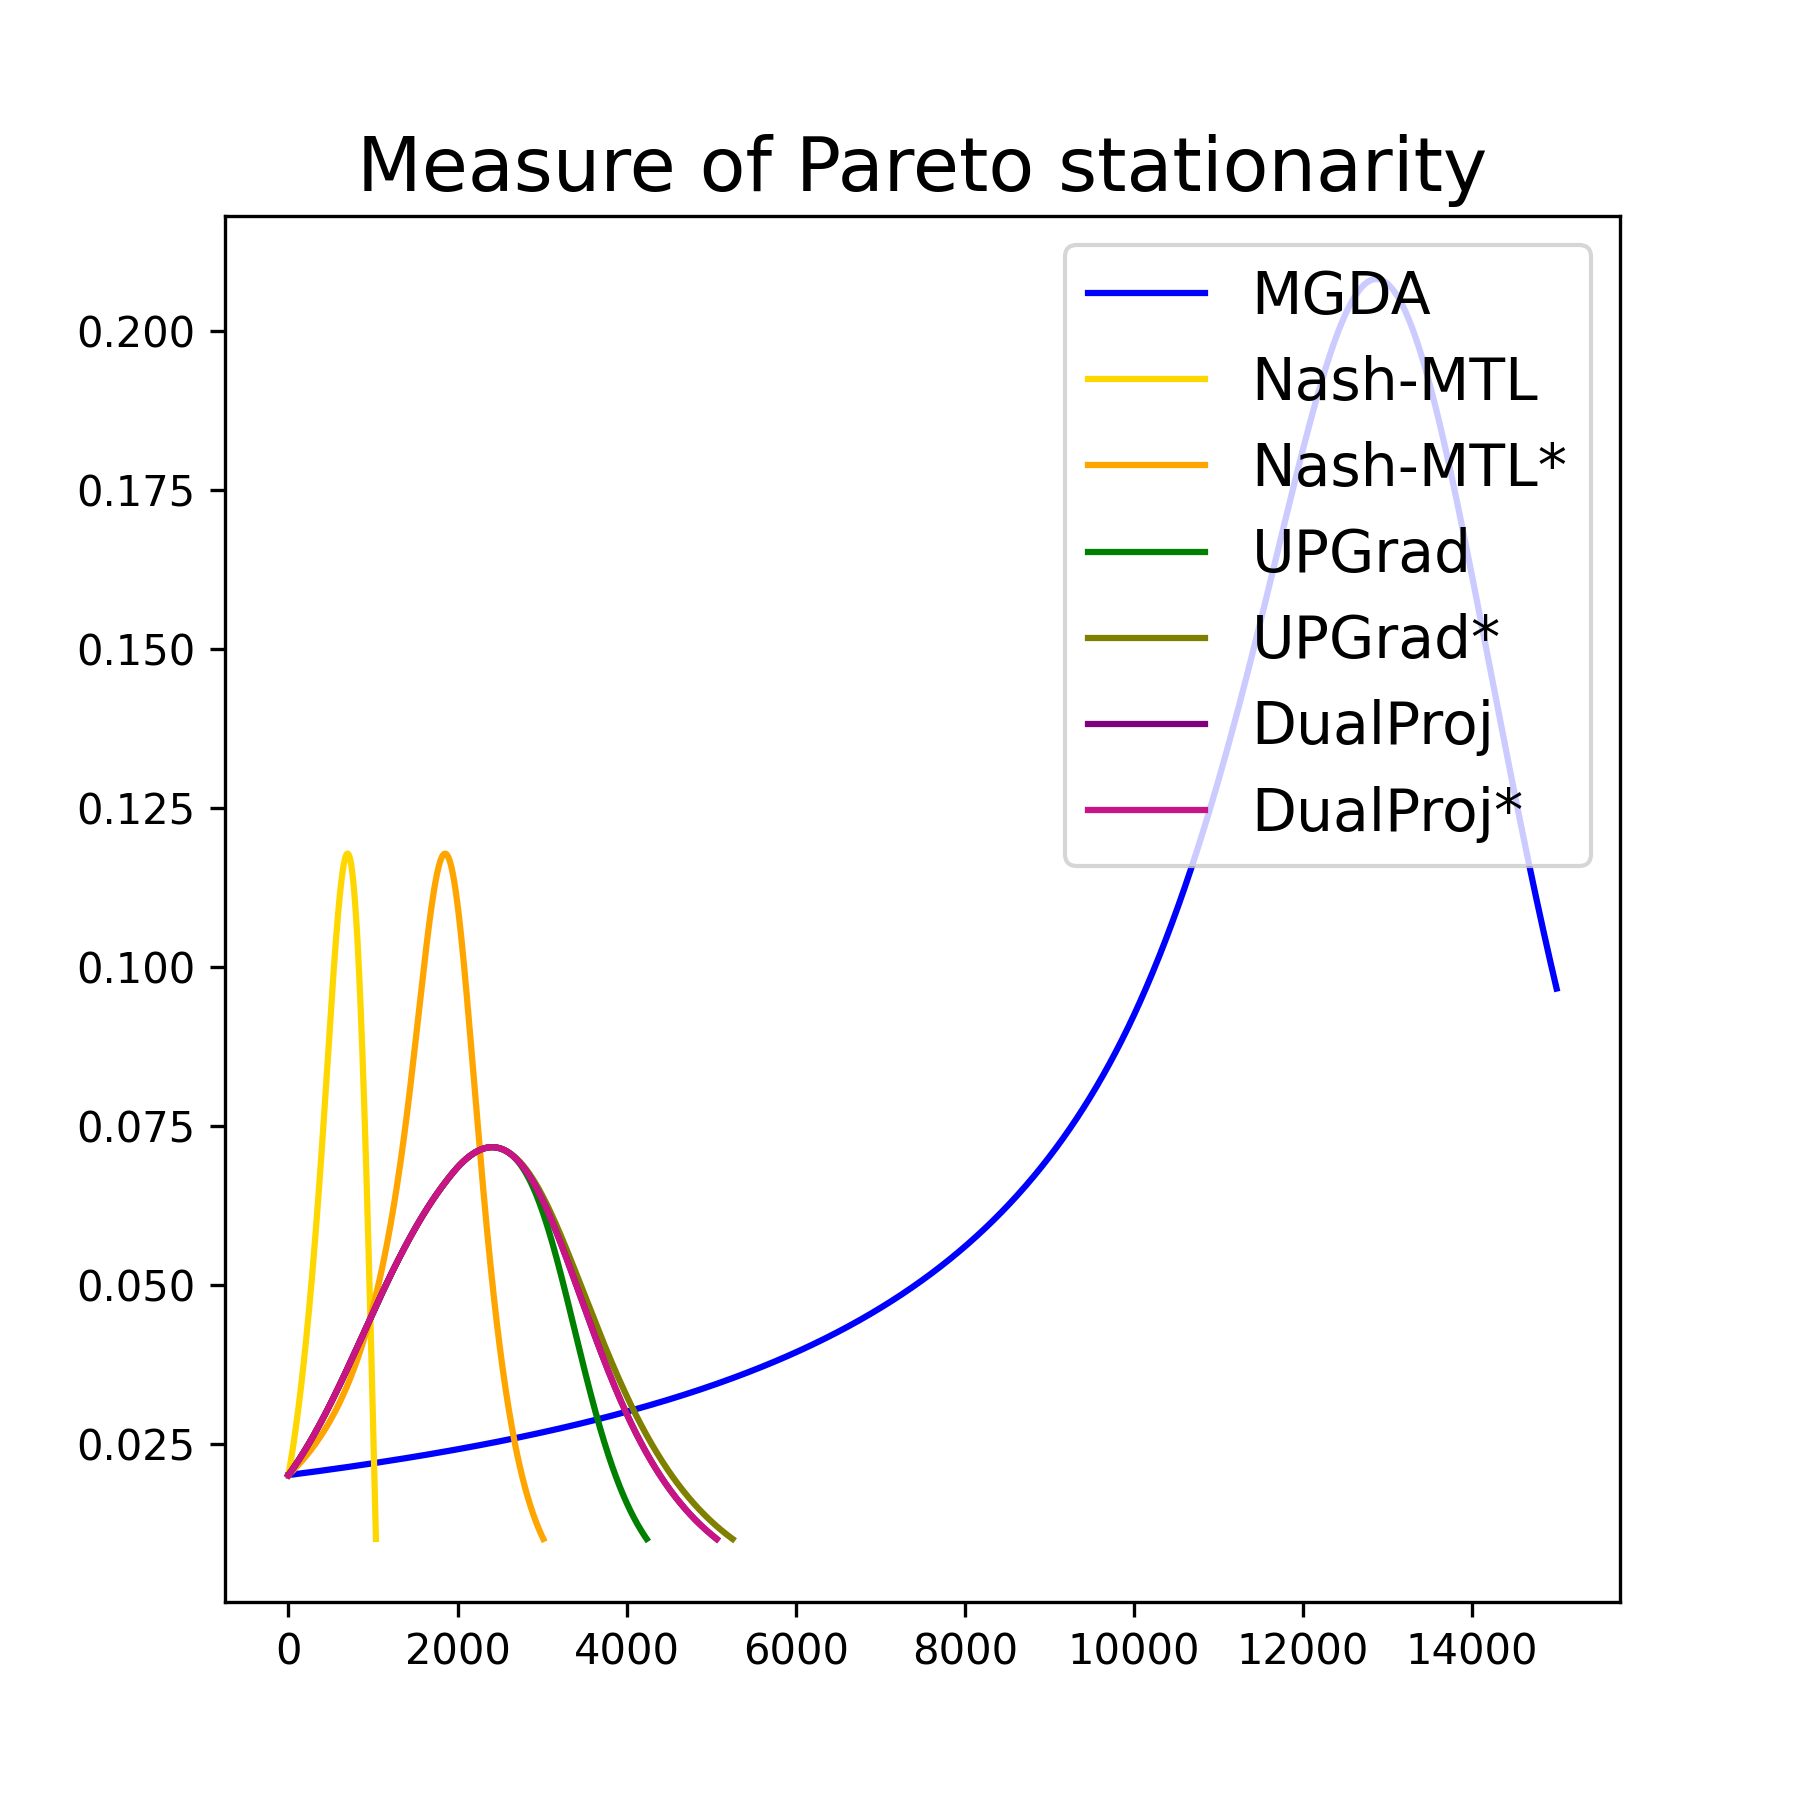 Measure of Pareto stationarity
MGDA
Nash-MTL
Nash-MTL*
UPGrad
UPGrad*
DualProj
DualProj*
0.200
0.175
0.150
0.125
0.100
0.075
0.050
0.025
0 2000 4000 6000 8000 10000 12000 14000